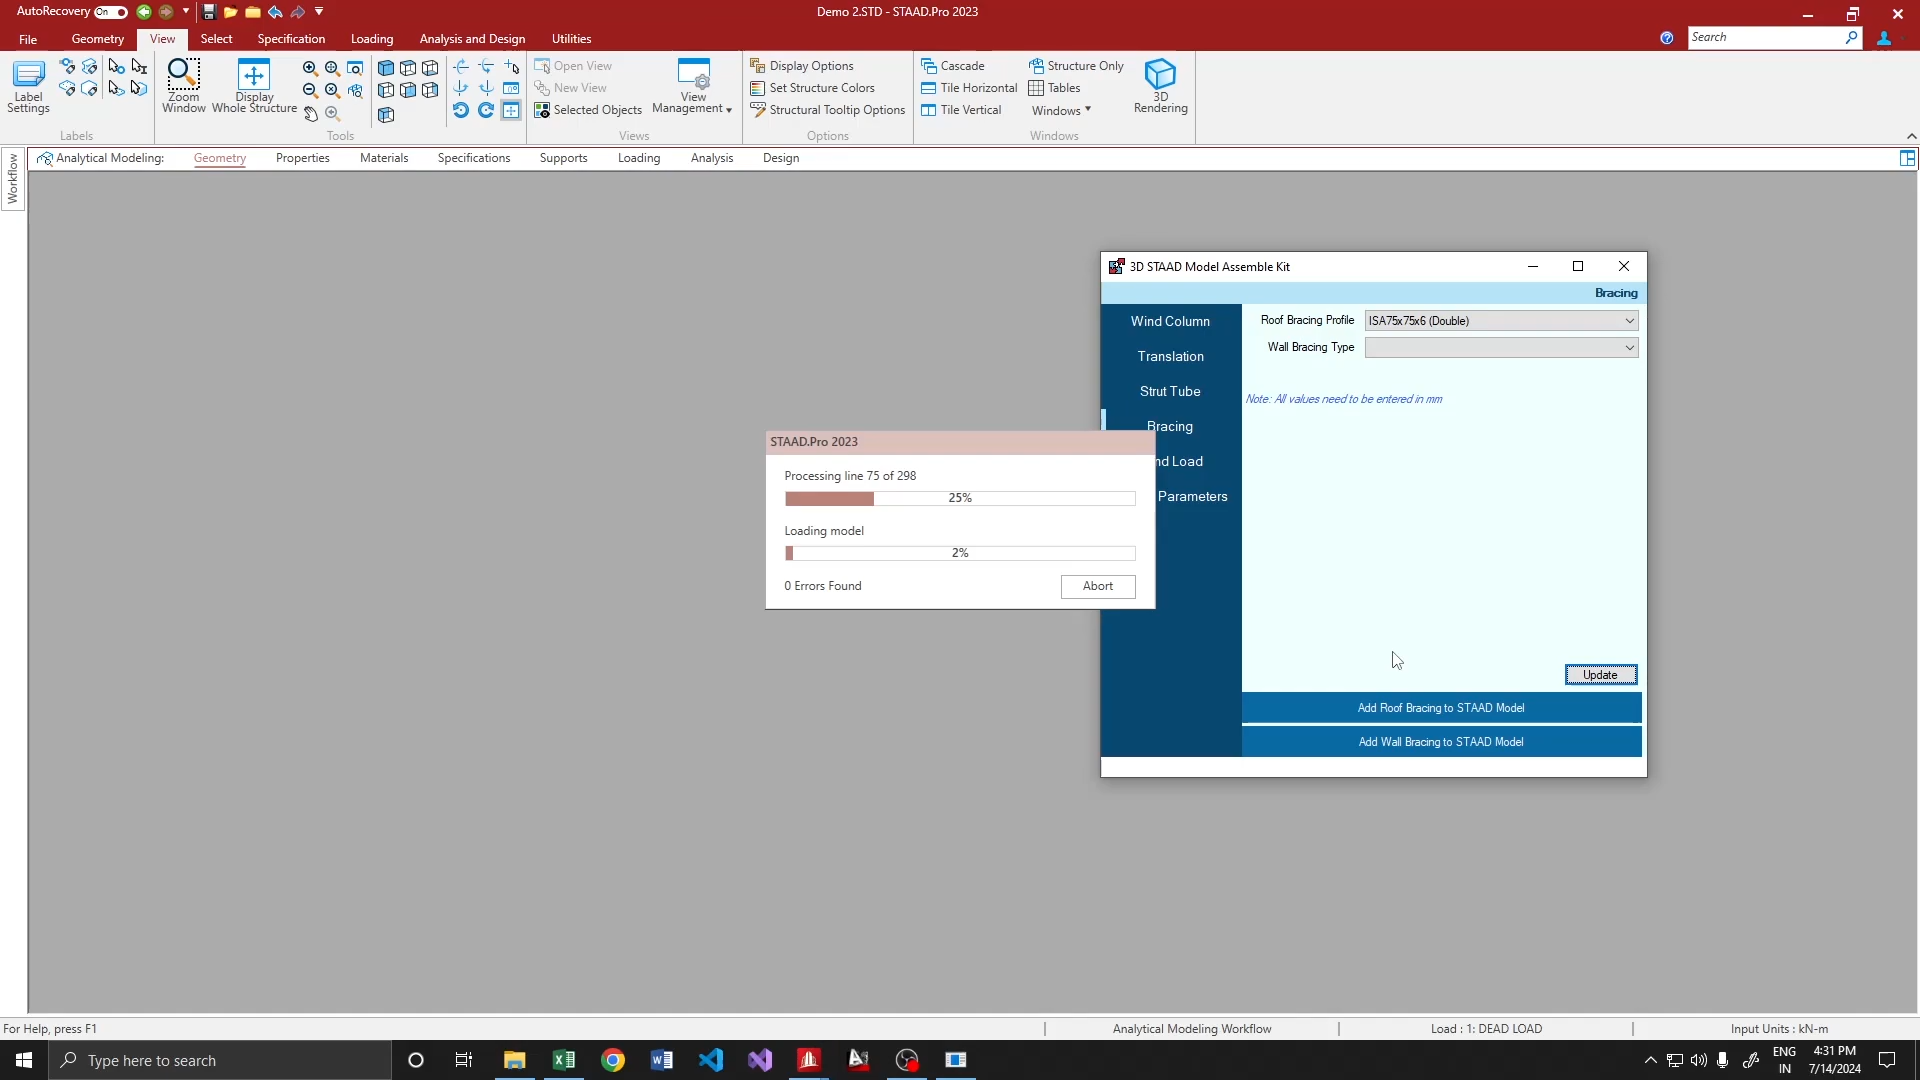 AutoRecovery On
Demo 2.STD - STAAD.Pro 2023
File Geometry View Select Specification Loading Analysis and Design Utilities
Search
Label Settings
Labels
Zoom Window
Display Whole Structure
Tools
Open View
New View
Selected Objects
View Management
Views
Display Options
Set Structure Colors
Structural Tooltip Options
Options
Cascade
Tile Horizontal
Tile Vertical
Structure Only
Tables
Windows
3D Rendering
Windows
Workflow
Analytical Modeling: Geometry Properties Materials Specifications Supports Loading Analysis Design
3D STAAD Model Assemble Kit
Bracing
Wind Column
Translation
Strut Tube
Bracing
nd Load
Parameters
Roof Bracing Profile ISA75x75x6 (Double)
Wall Bracing Type
Note: All values need to be entered in mm
Update
Add Roof Bracing to STAAD Model
Add Wall Bracing to STAAD Model
STAAD.Pro 2023
Processing line 75 of 298
25%
Loading model
2%
0 Errors Found
Abort
For Help, press F1
Analytical Modeling Workflow
Load : 1: DEAD LOAD
Input Units : kN-m
Type here to search
ENG
IN
4:31 PM
7/14/2024